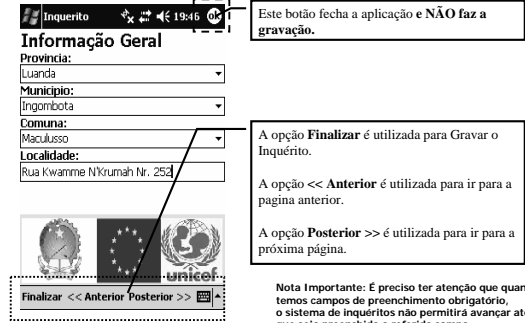 Inquerito
19:46
ok
Informação Geral
Provincia:
Luanda
Municipio:
Ingombota
Comuna:
Maculusso
Localidade:
Rua Kwamme N'Krumah Nr. 252
unicef
Finalizar << Anterior Posterior >>
Este botão fecha a aplicação e NÃO faz a
gravação.
A opção Finalizar é utilizada para Gravar o
Inquérito.
A opção << Anterior é utilizada para ir para a
pagina anterior.
A opção Posterior >> é utilizada para ir para a
próxima página.
Nota Importante: É preciso ter atenção que quan
temos campos de preenchimento obrigatório,
o sistema de inquéritos não permitirá avançar até